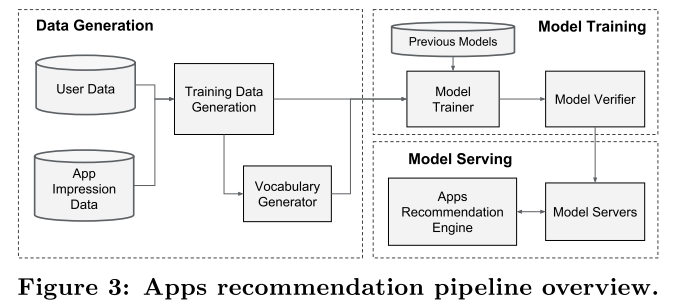 Data Generation
User Data
App
Impression
Data
Training Data
Generation
Vocabulary
Generator
Model Training
Previous Models
Model
Trainer
Model Verifier
Model Serving
Apps
Recommendation
Engine
Model Servers
Figure 3: Apps recommendation pipeline overview.